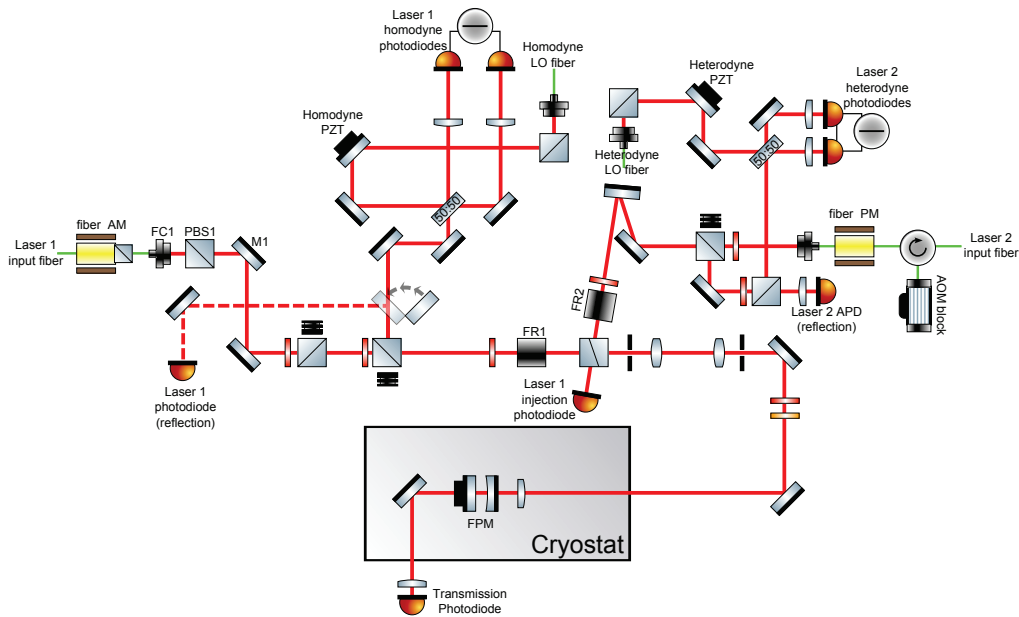 Laser 1
homodyne
photodiodes
Homodyne
LO fiber
Heterodyne
PZT
Laser 2
heterodyne
photodiodes
Homodyne
PZT
50:50
Heterodyne
LO fiber
50:50
fiber AM
FC1
PBS1
M1
Laser 1
input fiber
fiber PM
Laser 2
input fiber
AOM block
Laser 2 APD
(reflection)
FR2
FR1
Laser 1
photodiode
(reflection)
Laser 1
injection
photodiode
FPM
Cryostat
Transmission
Photodiode